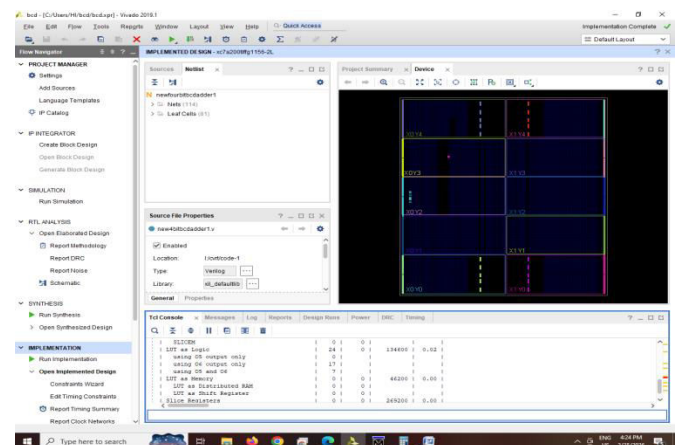 bcd - [C:/Users/HI/bcd/bcd.xpr] - Vivado 2019.1
File Edit Flow Tools Reports Window Layout View Help Quick Access
Implementation Complete
Default Layout
Flow Navigator
IMPLEMENTED DESIGN - xc7a200tffg1156-2L
PROJECT MANAGER
Settings
Add Sources
Language Templates
IP Catalog
IP INTEGRATOR
Create Block Design
Open Block Design
Generate Block Design
SIMULATION
Run Simulation
RTL ANALYSIS
Open Elaborated Design
Report Methodology
Report DRC
Report Noise
Schematic
SYNTHESIS
Run Synthesis
Open Synthesized Design
IMPLEMENTATION
Run Implementation
Open Implemented Design
Constraints Wizard
Edit Timing Constraints
Report Timing Summary
Report Clock Networks
Sources Netlist
Nets (114)
Leaf Cells (61)
Source File Properties
new4bitbcdadder1.v
Enabled
Location:
Type: Verilog
Library: xil_defaultlib
General Properties
Project Summary Device
X0Y4 X1Y4
X0Y3 X1Y3
X0Y2 X1Y2
X1Y1
X0Y0 X1Y0
Tcl Console Messages Log Reports Design Runs Power DRC Timing
SLICEM | 0 | | | |
| LUT as Logic | 24 | 0 | 134600 | 0.02 |
| using O5 output only | 0 | | | |
| using O6 output only | 17 | | | |
| using O5 and O6 | 7 | | | |
| LUT as Memory | 0 | 0 | 46200 | 0.00 |
| LUT as Distributed RAM | 0 | 0 | | |
| LUT as Shift Register | 0 | 0 | | |
| Slice Registers | 0 | 0 | 269200 | 0.00 |
Type here to search
ENG 4:24 PM